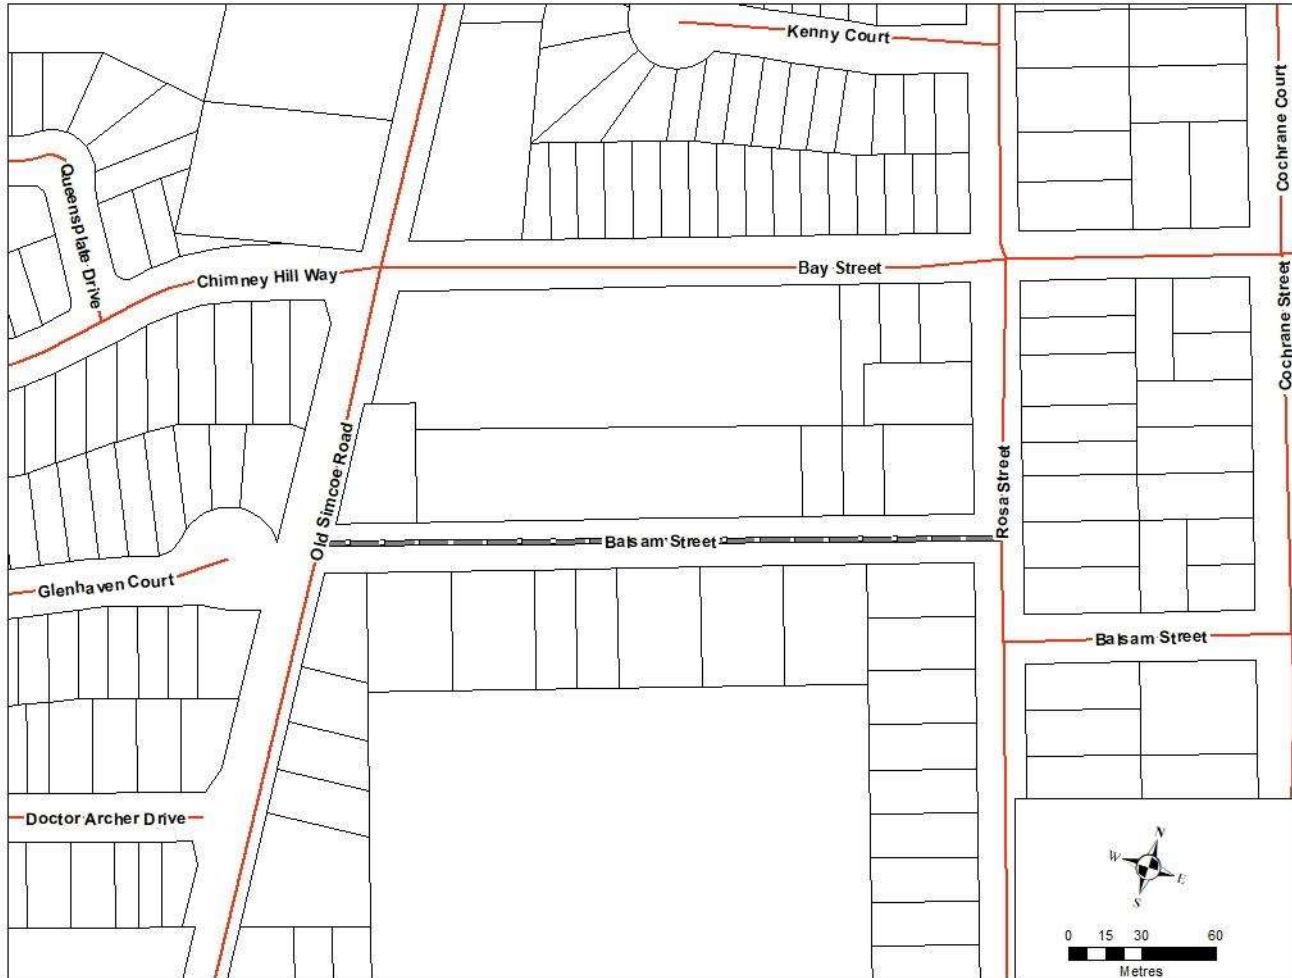 Kenny Court
Cochrane Court
Queensplate Drive
Chimney Hill Way
Bay Street
Cochrane Street
Old Simcoe Road
Rosa Street
Balsam Street
Glenhaven Court
Balsam Street
Doctor Archer Drive
N
W
E
S
0 15 30 60
Metres